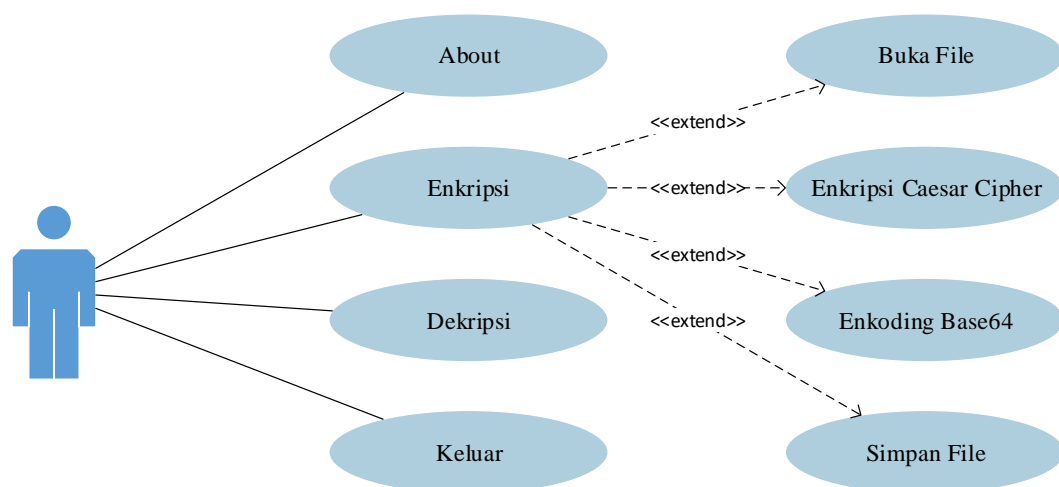 About
Buka File
<<extend>>
Enkripsi
<<extend>>
Enkripsi Caesar Cipher
<<extend>>
Dekripsi
<<extend>>
Enkoding Base64
Keluar
Simpan File